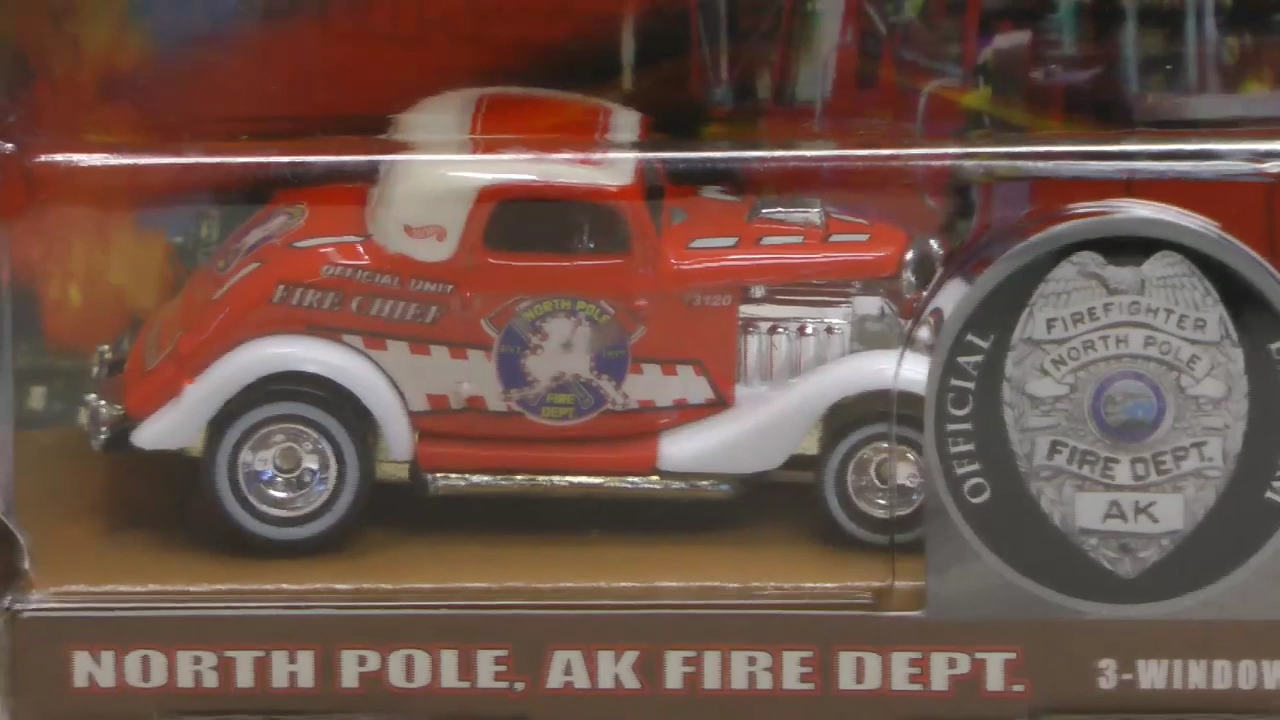 OFFICIAL UNIT
FIRE CHIEF
3120
NORTH POLE
FIRE
DEPT
OFFICIAL
FIREFIGHTER
NORTH POLE
FIRE DEPT.
AK
NORTH POLE, AK FIRE DEPT.
3-WINDOW